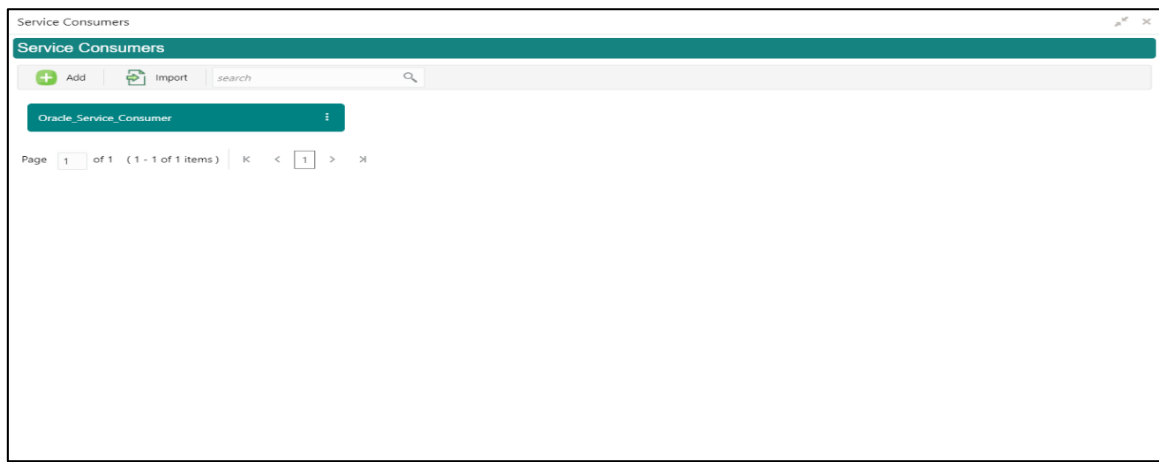 Service Consumers
Service Consumers
Add Import search
Oracle_Service_Consumer
Page 1 of 1 ( 1 - 1 of 1 items ) 1